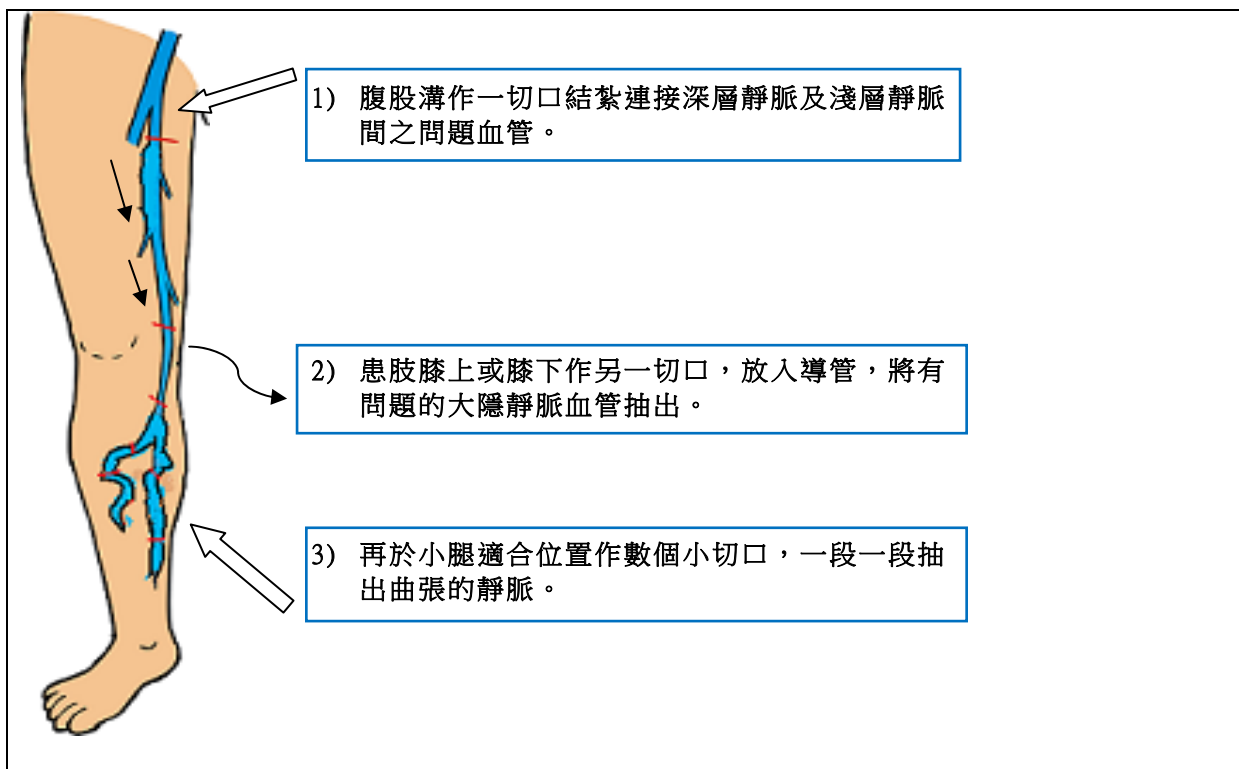 1) 腹股溝作一切口結紮連接深層靜脈及淺層靜脈
間之問題血管。
2) 患肢膝上或膝下作另一切口，放入導管，將有
問題的大隱靜脈血管抽出。
3) 再於小腿適合位置作數個小切口，一段一段抽
出曲張的靜脈。